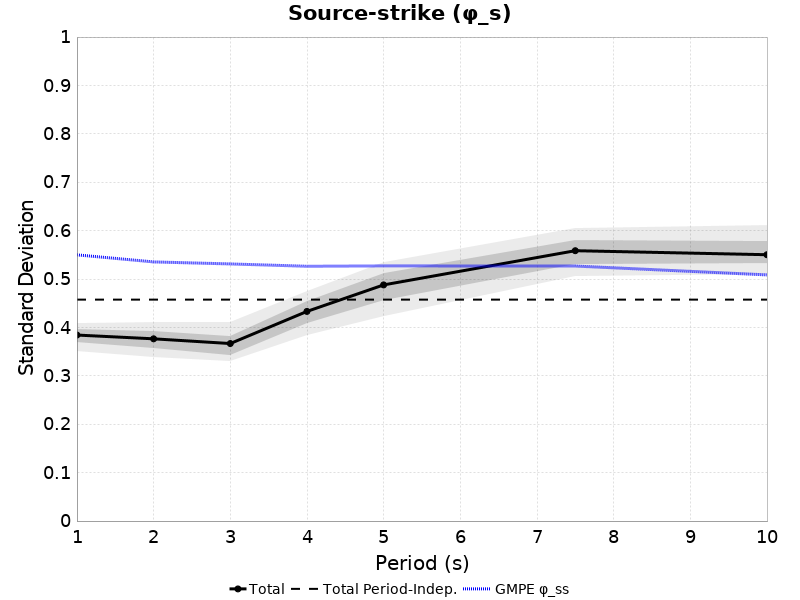 Source-strike (φ_s)
Standard Deviation
1
0.9
0.8
0.7
0.6
0.5
0.4
0.3
0.2
0.1
0
1 2 3 4 5 6 7 8 9 10
Period (s)
Total Total Period-Indep. GMPE φ_ss